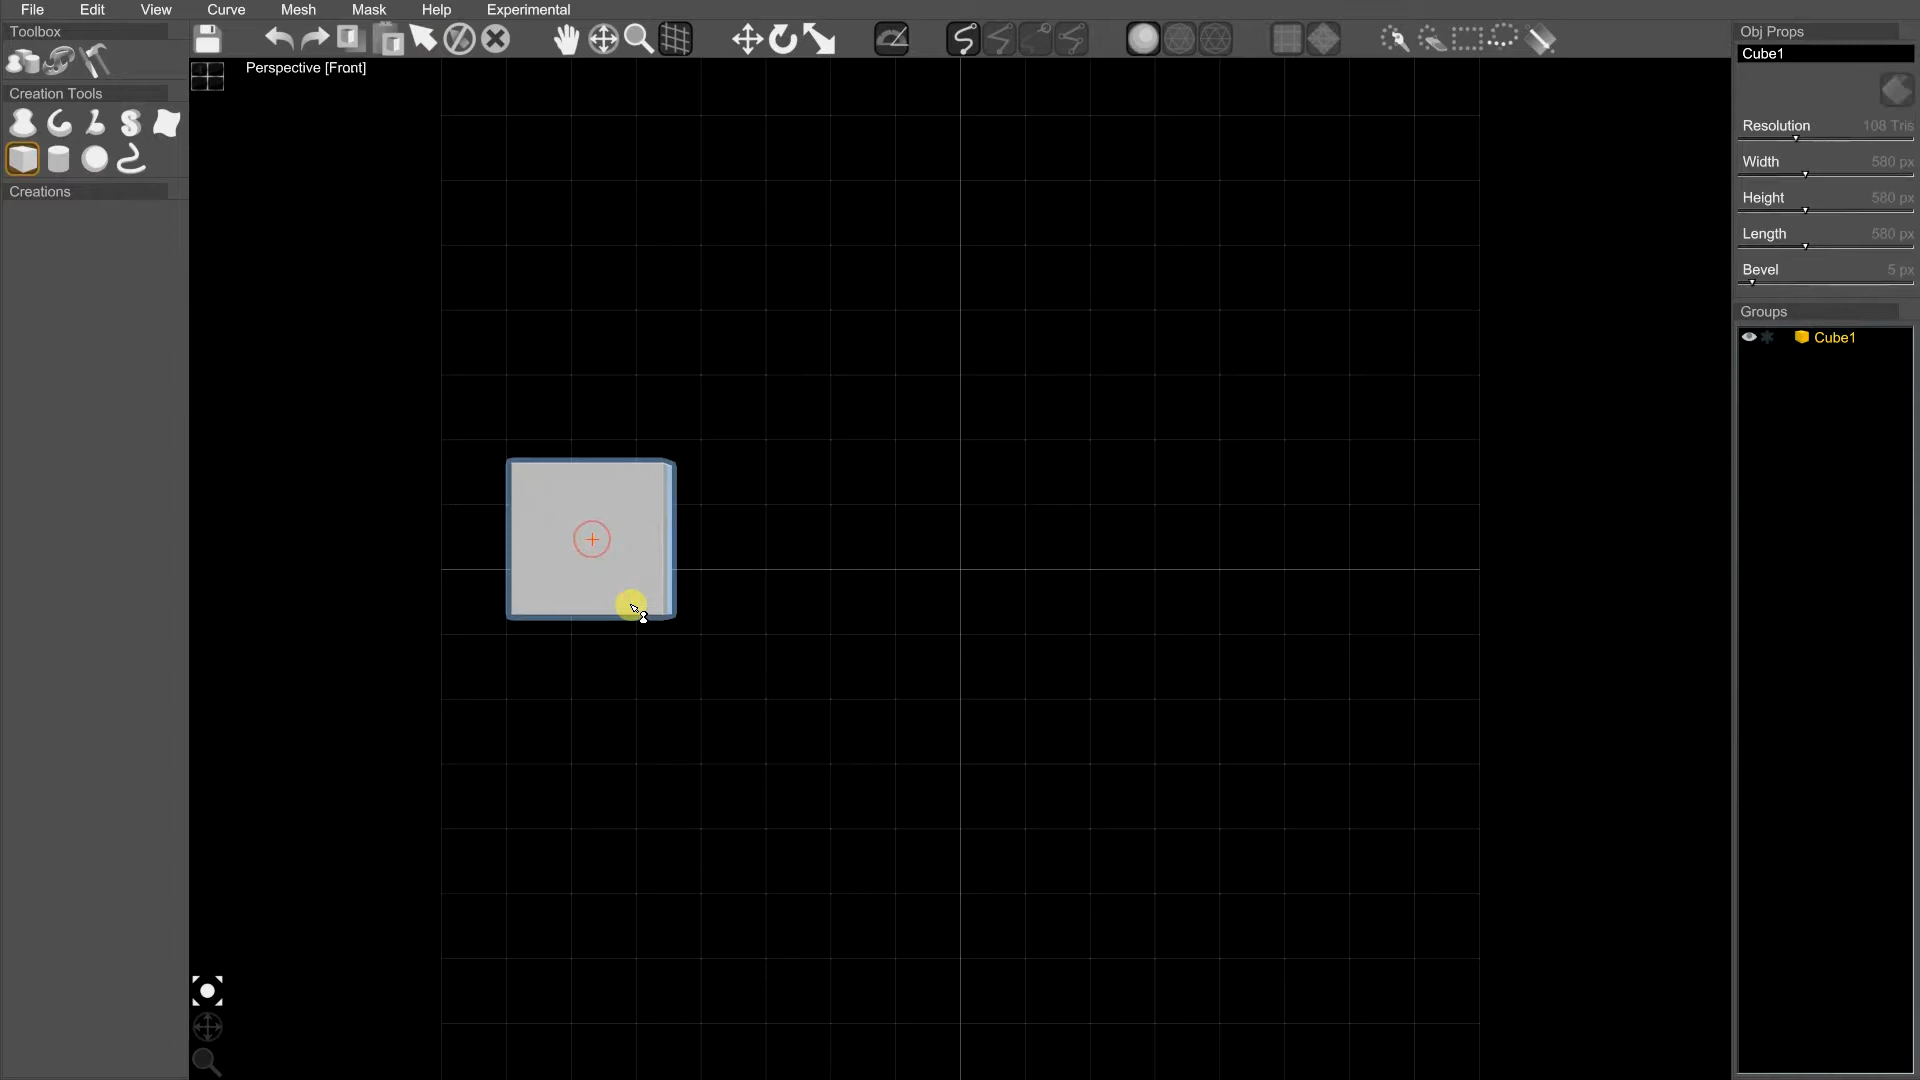 File Edit View Curve Mesh Mask Help Experimental
Toolbox
Creation Tools
Creations
Perspective [Front]
Obj Props
Cube1
Resolution 108 Tris
Width 580 px
Height 580 px
Length 580 px
Bevel 5 px
Groups
Cube1